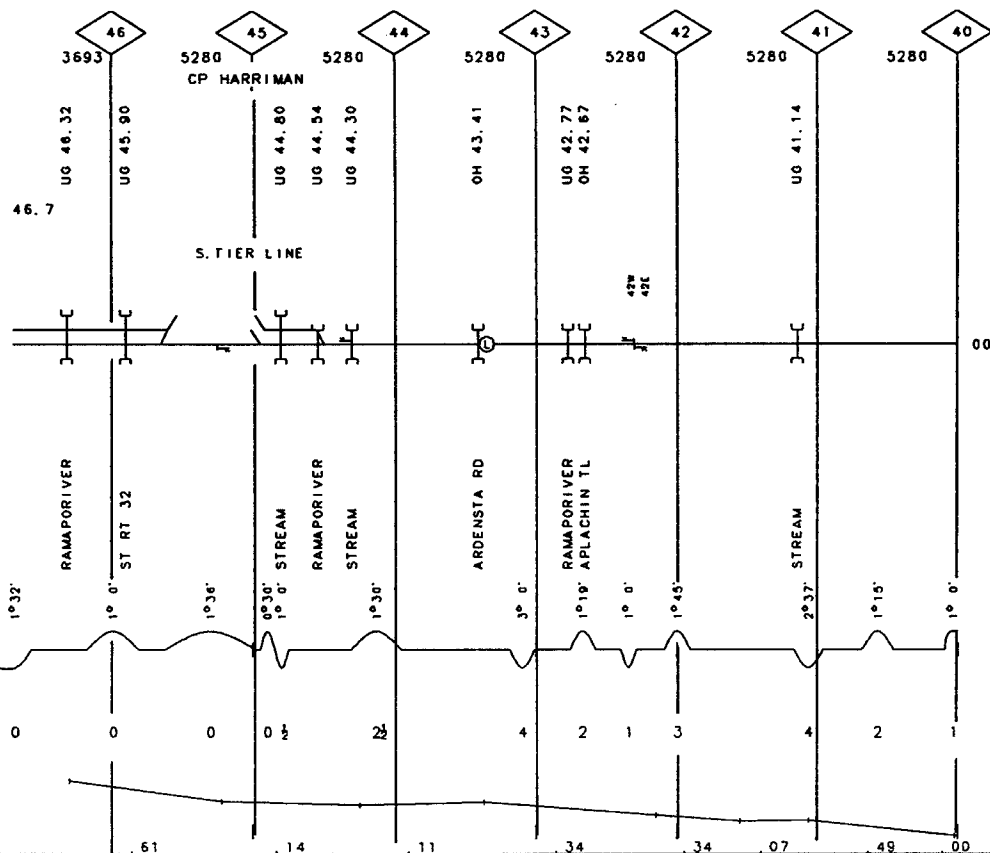 46 45 44 43 42 41 40
3693 5280 5280 5280 5280 5280
CP HARRIMAN
UG 46.32
UG 45.90
UG 44.80
UG 44.54
UG 44.30
OH 43.41
UG 42.77
OH 42.67
UG 41.14
46.7
S.TIER LINE
42W
42E
L
00
RAMAPORIVER
ST RT 32
STREAM
RAMAPORIVER
STREAM
ARDENSTA RD
RAMAPORIVER
APLACHIN TL
STREAM
1°32'
1° 0'
1°36'
0°30'
1° 0'
1°30'
3° 0'
1°19'
1° 0'
1°45'
2°37'
1°15'
1° 0'
0 0 0 0 ½ 2½ 4 2 1 3 4 2 1
.61 .14 .11 .34 .34 .07 .49 .00